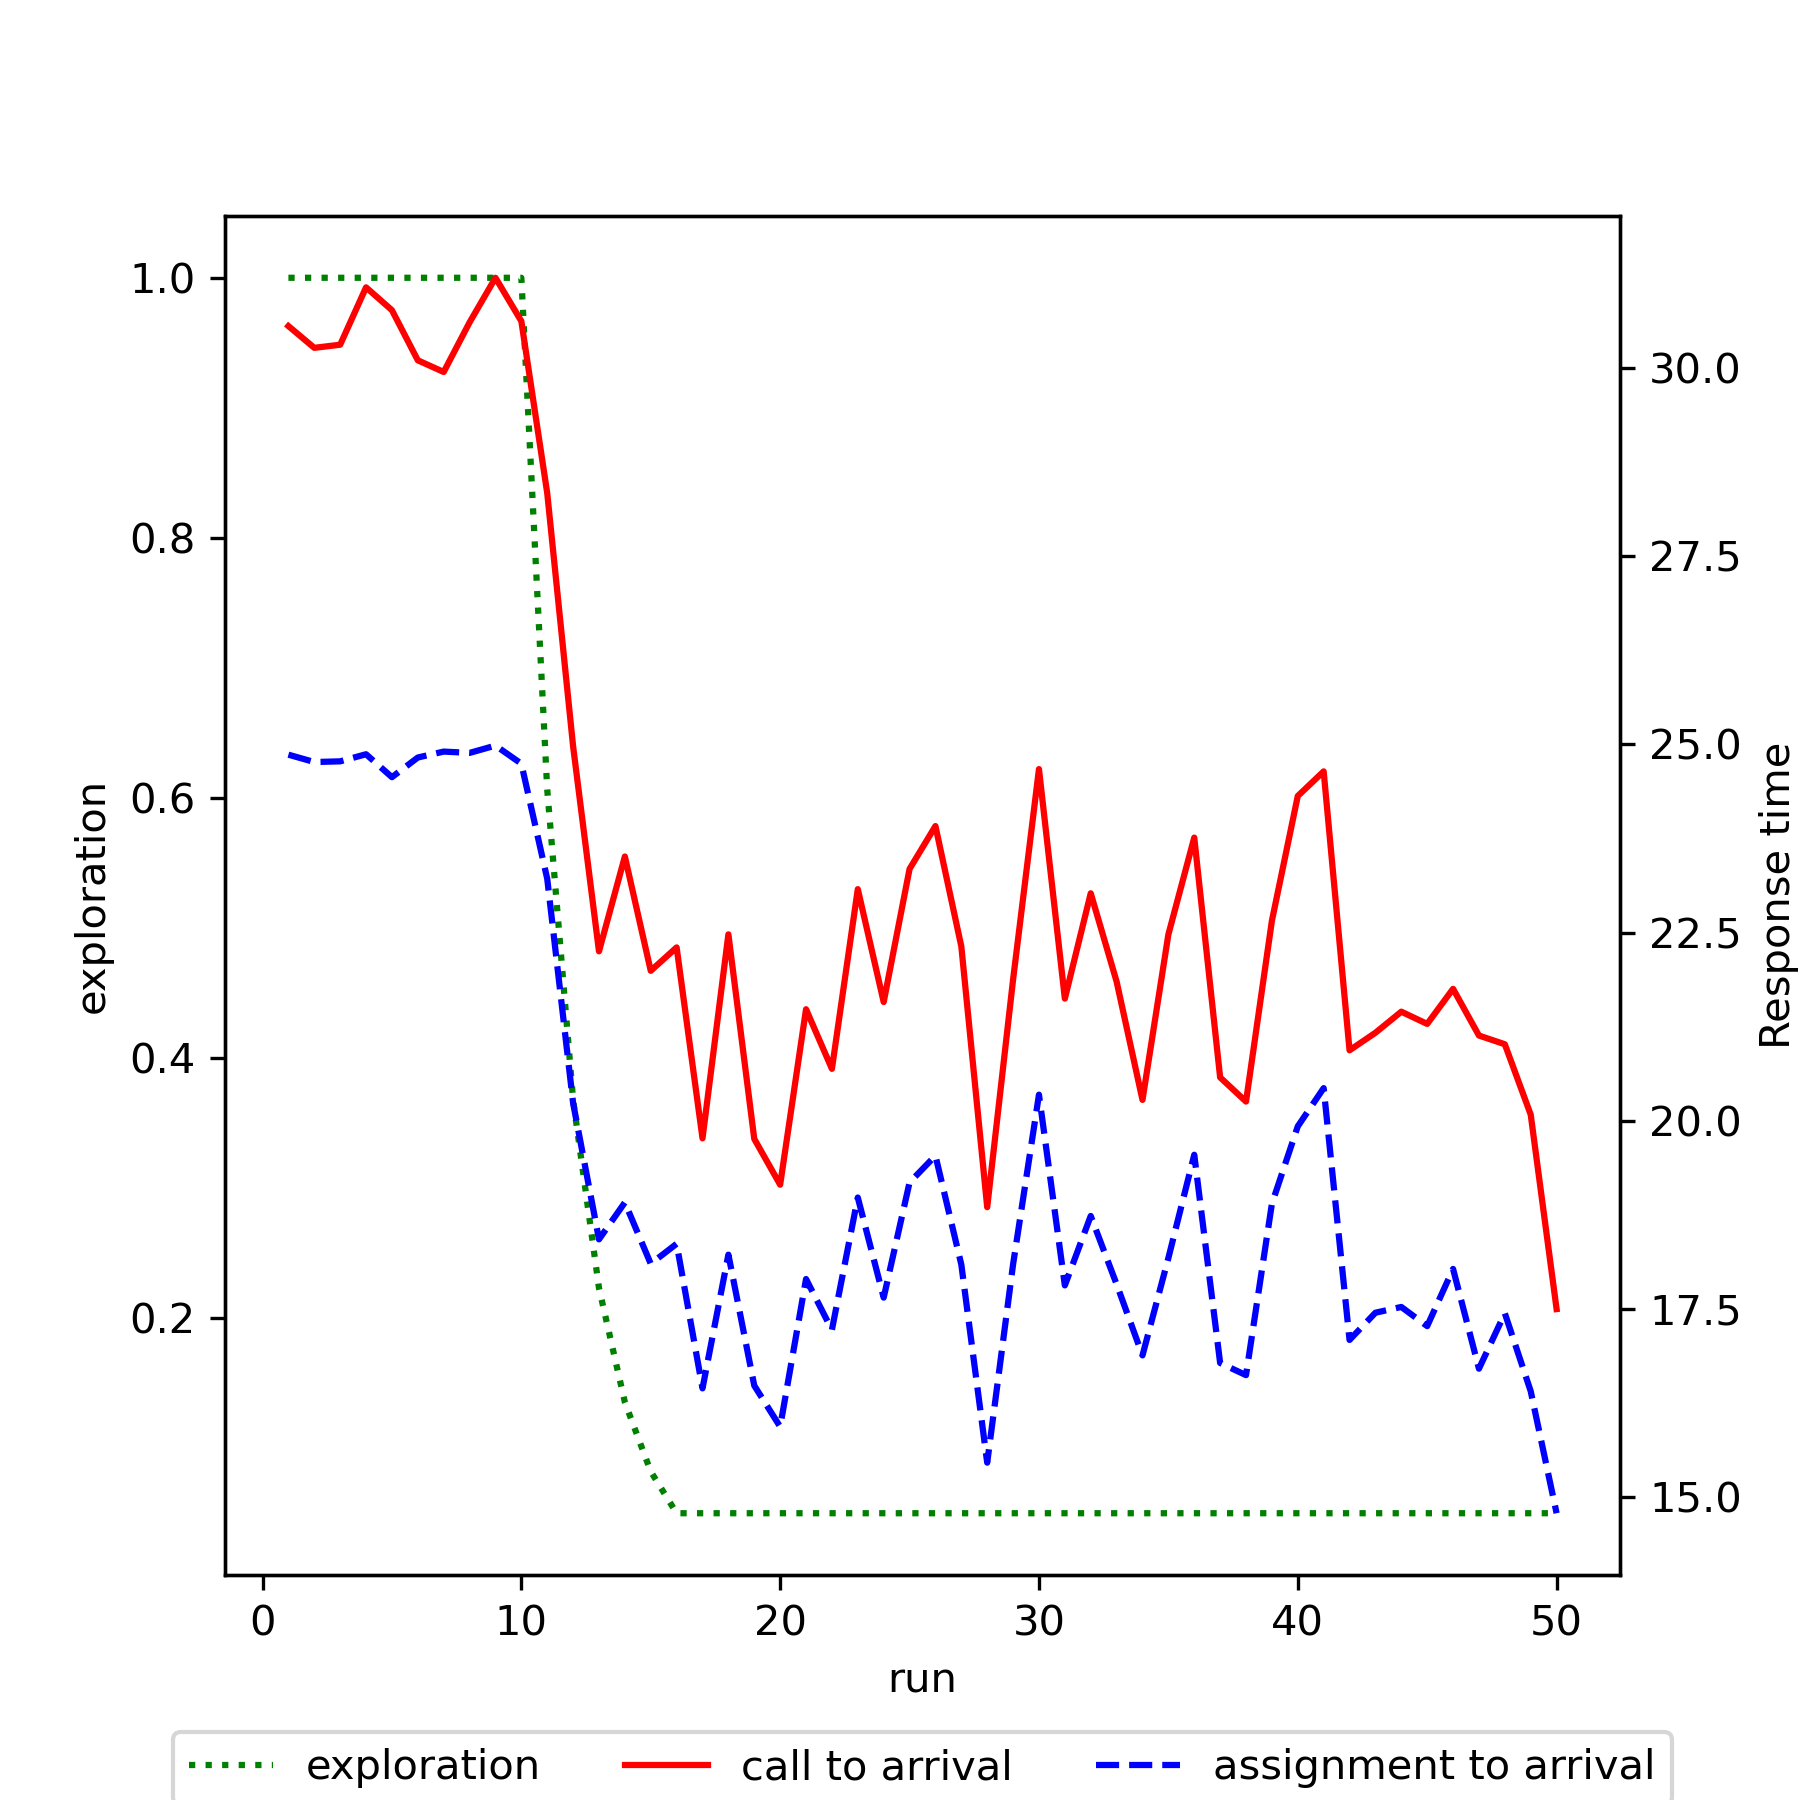 1.0
0.8
0.6
0.4
0.2
exploration
30.0
27.5
25.0
22.5
20.0
17.5
15.0
Response time
0 10 20 30 40 50
run
exploration call to arrival assignment to arrival